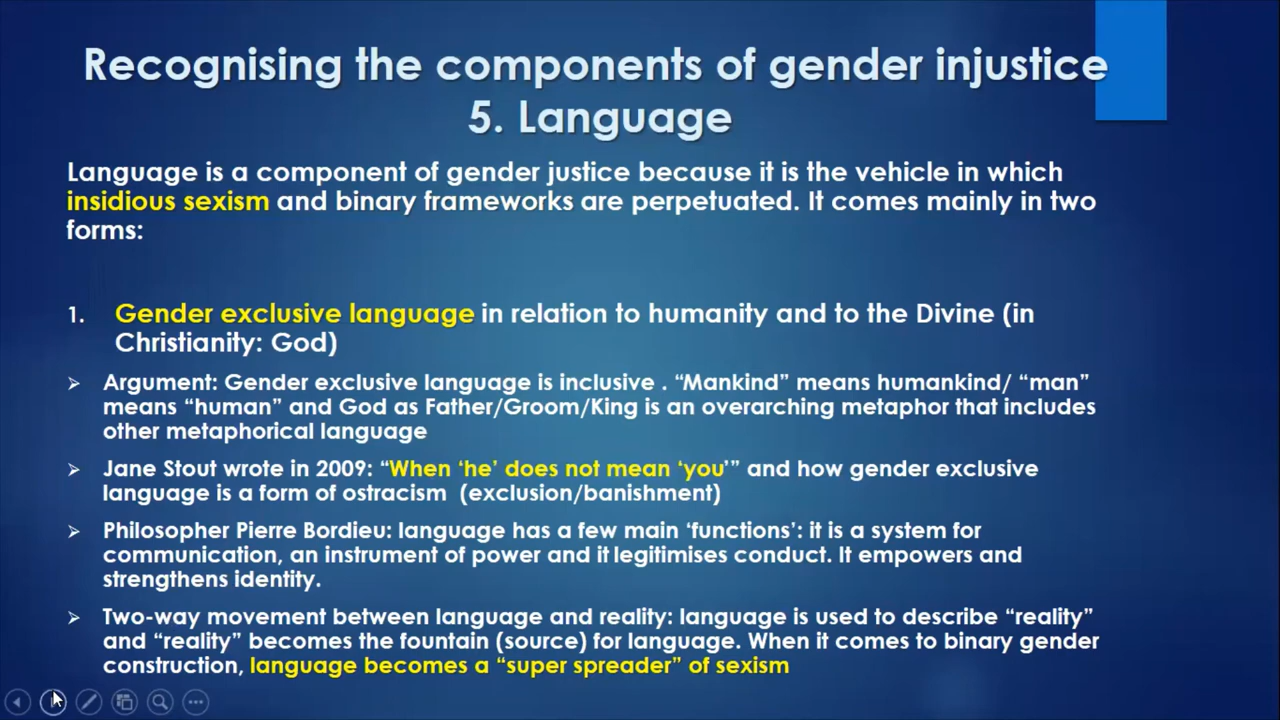 Recognising the components of gender injustice
5. Language
Language is a component of gender justice because it is the vehicle in which
insidious sexism and binary frameworks are perpetuated. It comes mainly in two
forms:
1. Gender exclusive language in relation to humanity and to the Divine (in
Christianity: God)
➢ Argument: Gender exclusive language is inclusive . “Mankind” means humankind/ “man”
means “human” and God as Father/Groom/King is an overarching metaphor that includes
other metaphorical language
➢ Jane Stout wrote in 2009: “When ‘he’ does not mean ‘you’” and how gender exclusive
language is a form of ostracism (exclusion/banishment)
➢ Philosopher Pierre Bordieu: language has a few main ‘functions’: it is a system for
communication, an instrument of power and it legitimises conduct. It empowers and
strengthens identity.
➢ Two-way movement between language and reality: language is used to describe “reality”
and “reality” becomes the fountain (source) for language. When it comes to binary gender
construction, language becomes a “super spreader” of sexism